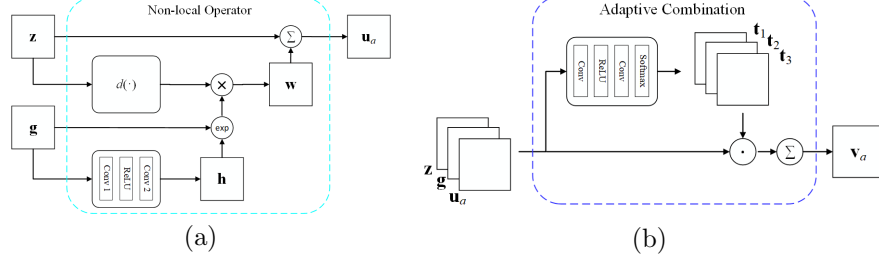 Non-local Operator
z
Σ
u_a
d(·)
×
w
g
exp
Conv 1
ReLU
Conv 2
h
(a)
Adaptive Combination
Conv
ReLU
Conv
Softmax
t_1
t_2
t_3
z
g
u_a
·
Σ
v_a
(b)